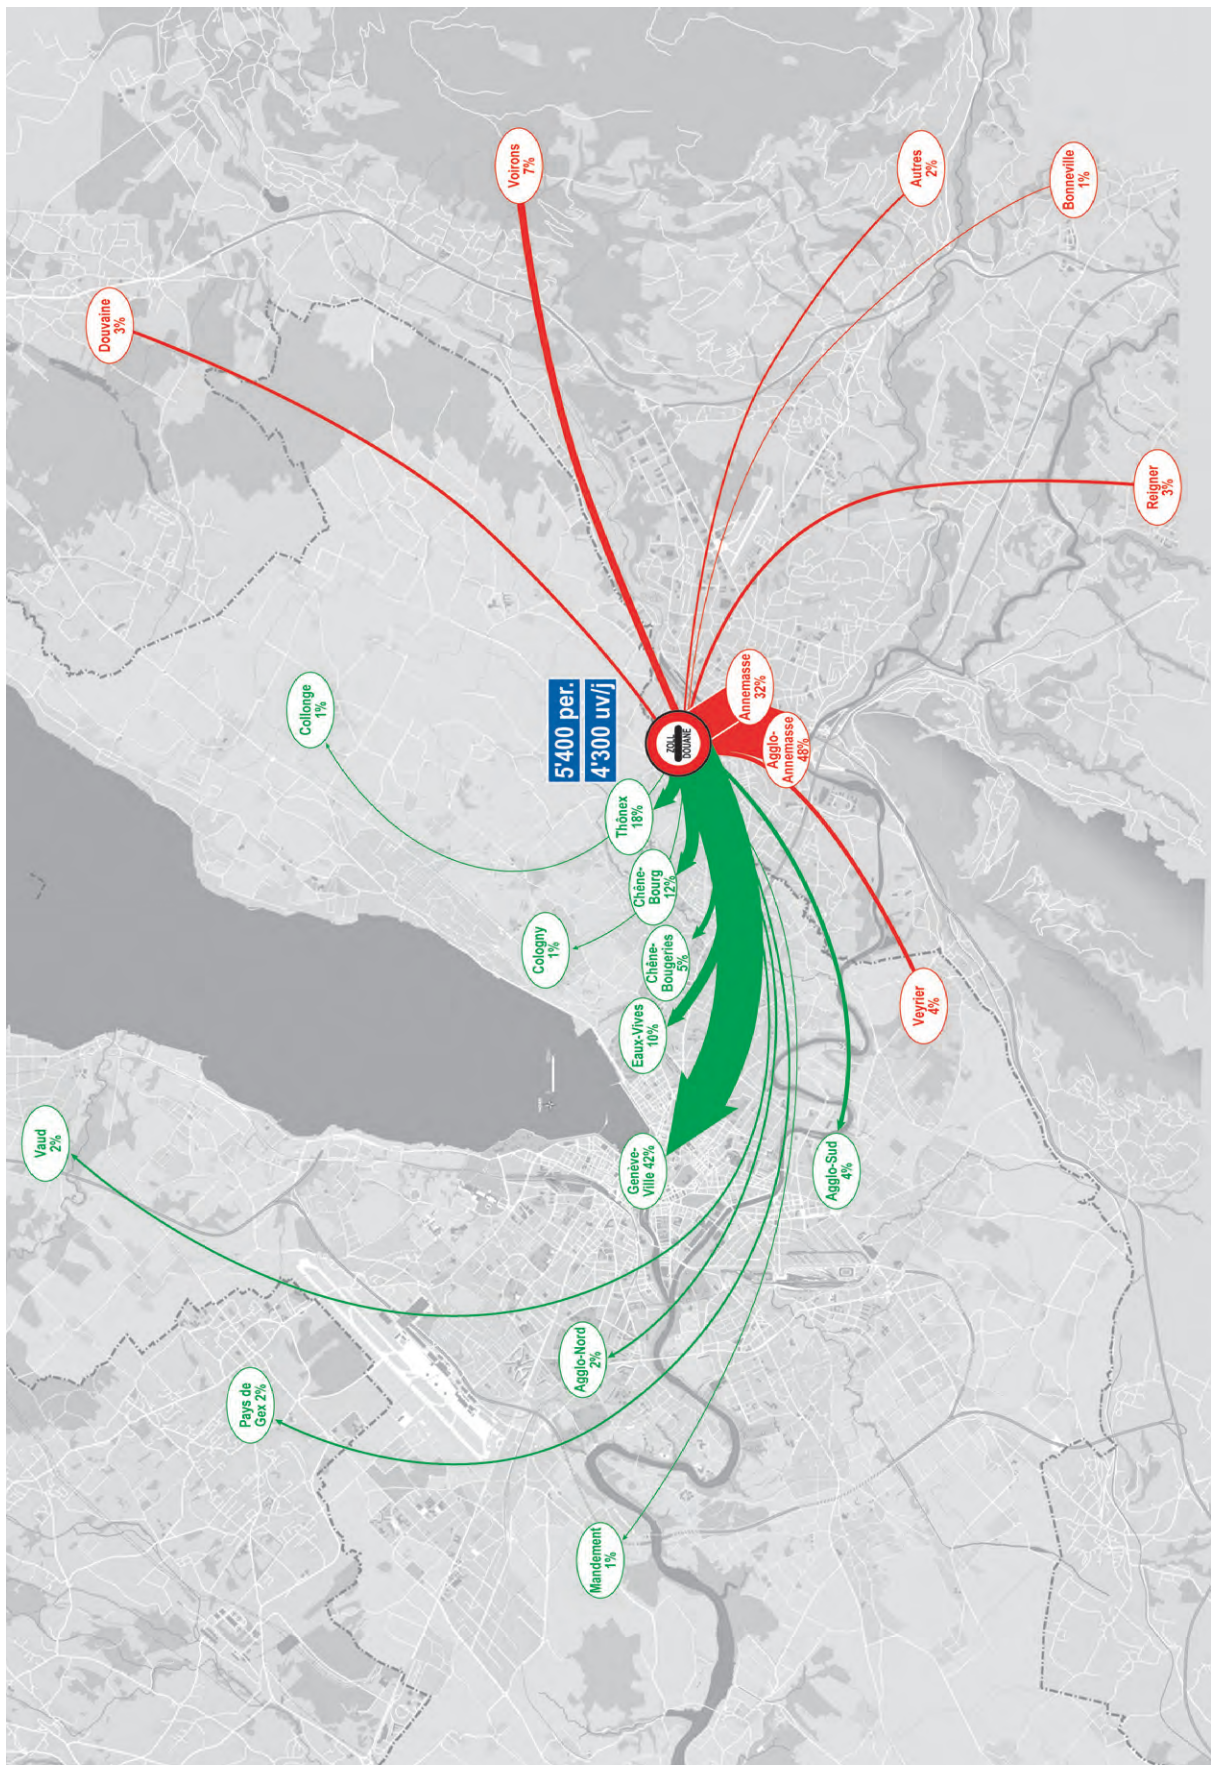 Vaud
2%
Douvaine
3%
Pays de
Gex 2%
Collonge
1%
Voirons
7%
Cologny
1%
5'400 per.
4'300 uv/j
Agglo-Nord
2%
Mandement
1%
Thônex
18%
Genève-
Ville 42%
Eaux-Vives
10%
Chêne-
Bourg
12%
Chêne-
Bougeries
5%
ZOLL
DOUANE
Annemasse
32%
Agglo-
Annemasse
48%
Agglo-Sud
4%
Autres
2%
Veyrier
4%
Bonneville
1%
Reigner
3%